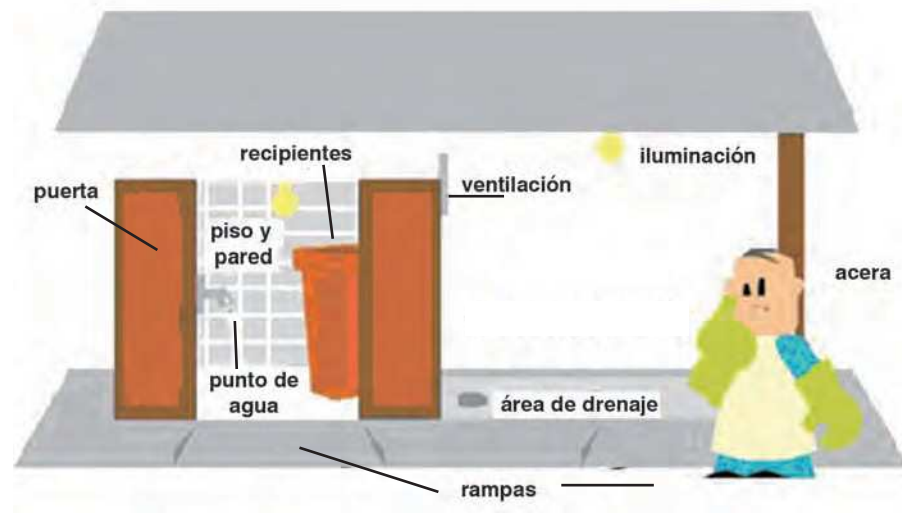 recipientes
iluminación
puerta
ventilación
piso y
pared
acera
punto de
agua
área de drenaje
rampas